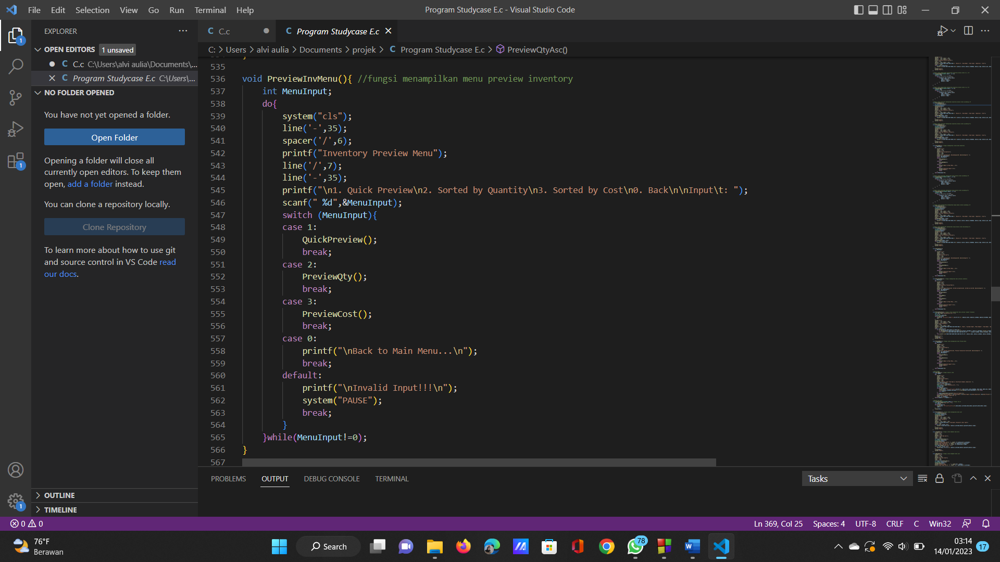 File Edit Selection View Go Run Terminal Help
Program Studycase E.c - Visual Studio Code
EXPLORER
OPEN EDITORS 1 unsaved
C.c C:\Users\alvi aulia\Documents\...
Program Studycase E.c C:\Users\...
NO FOLDER OPENED
You have not yet opened a folder.
Open Folder
Opening a folder will close all
currently open editors. To keep them
open, add a folder instead.
You can clone a repository locally.
Clone Repository
To learn more about how to use git
and source control in VS Code read
our docs.
OUTLINE
TIMELINE
C C.c
C Program Studycase E.c
C: > Users > alvi aulia > Documents > projek > C Program Studycase E.c > PreviewQtyAsc()
535
536 void PreviewInvMenu(){ //fungsi menampilkan menu preview inventory
537 int MenuInput;
538 do{
539 system("cls");
540 line('-',35);
541 spacer('/',6);
542 printf("Inventory Preview Menu");
543 line('/',7);
544 line('-',35);
545 printf("\n1. Quick Preview\n2. Sorted by Quantity\n3. Sorted by Cost\n0. Back\n\nInput\t: ");
546 scanf(" %d",&MenuInput);
547 switch (MenuInput){
548 case 1:
549 QuickPreview();
550 break;
551 case 2:
552 PreviewQty();
553 break;
554 case 3:
555 PreviewCost();
556 break;
557 case 0:
558 printf("\nBack to Main Menu...\n");
559 break;
560 default:
561 printf("\nInvalid Input!!!\n");
562 system("PAUSE");
563 break;
564 }
565 }while(MenuInput!=0);
566 }
567
PROBLEMS OUTPUT DEBUG CONSOLE TERMINAL
Tasks
0 0
Ln 369, Col 25 Spaces: 4 UTF-8 CRLF C Win32
76°F
Berawan
Search
78
03:14
14/01/2023
17